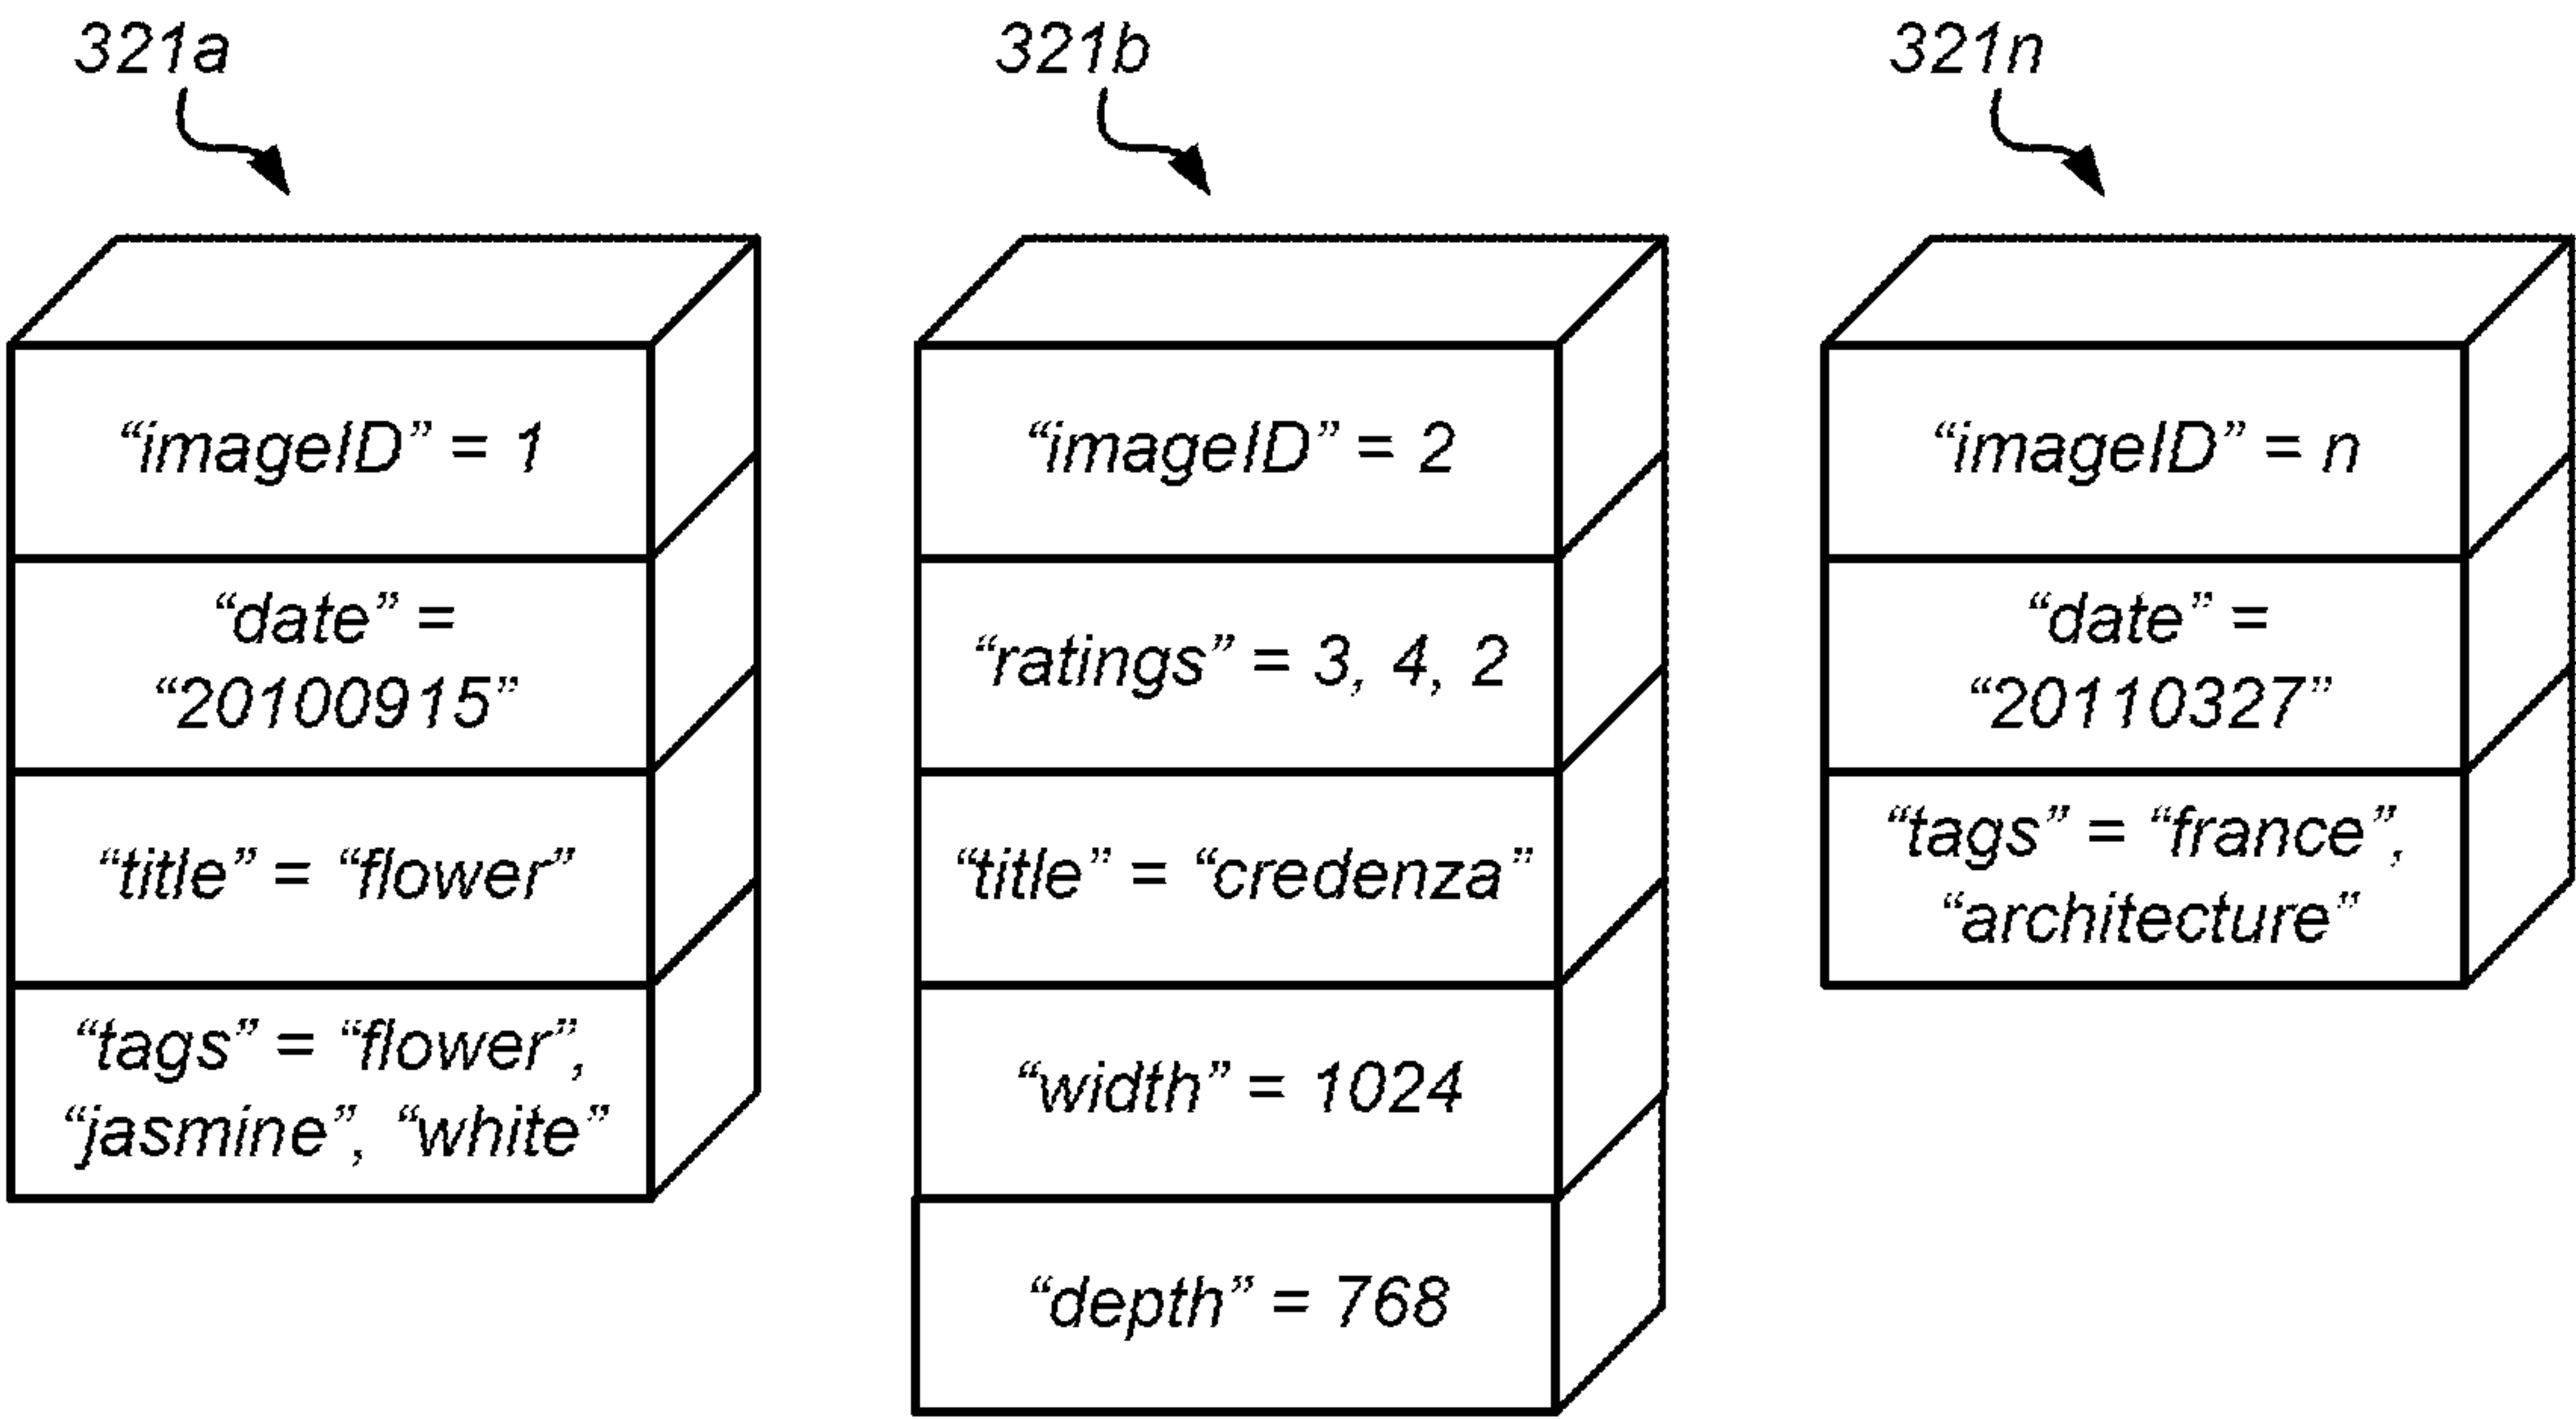 321a
“imageID” = 1
“date” =
“20100915”
“title” = “flower”
“tags” = “flower”,
“jasmine”, “white”
321b
“imageID” = 2
“ratings” = 3, 4, 2
“title” = “credenza”
“width” = 1024
“depth” = 768
321n
“imageID” = n
“date” =
“20110327”
“tags” = “france”,
“architecture”